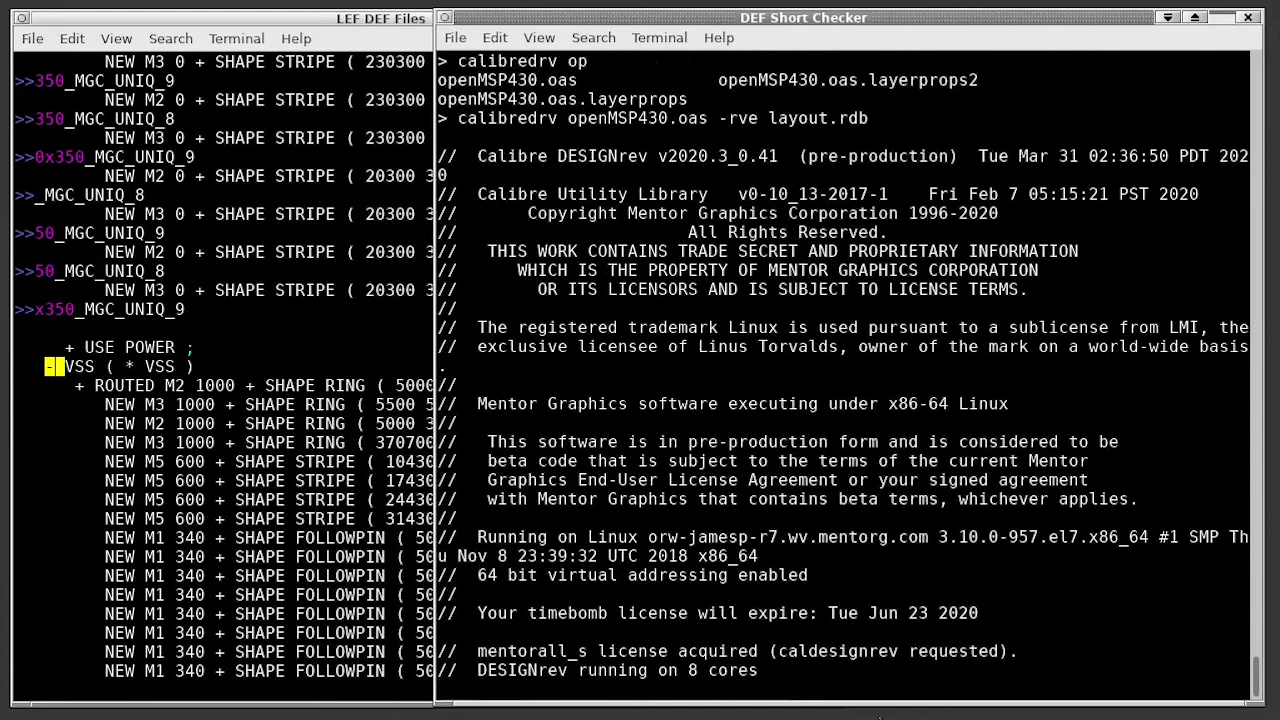 LEF DEF Files
File Edit View Search Terminal Help
NEW M3 0 + SHAPE STRIPE ( 230300
>>350_MGC_UNIQ_9
NEW M2 0 + SHAPE STRIPE ( 230300
>>350_MGC_UNIQ_8
NEW M3 0 + SHAPE STRIPE ( 230300
>>0x350_MGC_UNIQ_9
NEW M2 0 + SHAPE STRIPE ( 20300 3
>>_MGC_UNIQ_8
NEW M3 0 + SHAPE STRIPE ( 20300 3
>>50_MGC_UNIQ_9
NEW M2 0 + SHAPE STRIPE ( 20300 3
>>50_MGC_UNIQ_8
NEW M3 0 + SHAPE STRIPE ( 20300 3
>>x350_MGC_UNIQ_9
+ USE POWER ;
- VSS ( * VSS )
+ ROUTED M2 1000 + SHAPE RING ( 5000
NEW M3 1000 + SHAPE RING ( 5500 5
NEW M2 1000 + SHAPE RING ( 5000 3
NEW M3 1000 + SHAPE RING ( 370700
NEW M5 600 + SHAPE STRIPE ( 10430
NEW M5 600 + SHAPE STRIPE ( 17430
NEW M5 600 + SHAPE STRIPE ( 24430
NEW M5 600 + SHAPE STRIPE ( 31430
NEW M1 340 + SHAPE FOLLOWPIN ( 50
NEW M1 340 + SHAPE FOLLOWPIN ( 50
NEW M1 340 + SHAPE FOLLOWPIN ( 50
NEW M1 340 + SHAPE FOLLOWPIN ( 50
NEW M1 340 + SHAPE FOLLOWPIN ( 50
NEW M1 340 + SHAPE FOLLOWPIN ( 50
NEW M1 340 + SHAPE FOLLOWPIN ( 50
NEW M1 340 + SHAPE FOLLOWPIN ( 50
DEF Short Checker
File Edit View Search Terminal Help
> calibredrv op
openMSP430.oas openMSP430.oas.layerprops2
openMSP430.oas.layerprops
> calibredrv openMSP430.oas -rve layout.rdb
// Calibre DESIGNrev v2020.3_0.41 (pre-production) Tue Mar 31 02:36:50 PDT 202
0
// Calibre Utility Library v0-10_13-2017-1 Fri Feb 7 05:15:21 PST 2020
// Copyright Mentor Graphics Corporation 1996-2020
// All Rights Reserved.
// THIS WORK CONTAINS TRADE SECRET AND PROPRIETARY INFORMATION
// WHICH IS THE PROPERTY OF MENTOR GRAPHICS CORPORATION
// OR ITS LICENSORS AND IS SUBJECT TO LICENSE TERMS.
//
// The registered trademark Linux is used pursuant to a sublicense from LMI, the
// exclusive licensee of Linus Torvalds, owner of the mark on a world-wide basis
.
//
// Mentor Graphics software executing under x86-64 Linux
//
// This software is in pre-production form and is considered to be
// beta code that is subject to the terms of the current Mentor
// Graphics End-User License Agreement or your signed agreement
// with Mentor Graphics that contains beta terms, whichever applies.
//
// Running on Linux orw-jamesp-r7.wv.mentorg.com 3.10.0-957.el7.x86_64 #1 SMP Th
u Nov 8 23:39:32 UTC 2018 x86_64
// 64 bit virtual addressing enabled
//
// Your timebomb license will expire: Tue Jun 23 2020
//
// mentorall_s license acquired (caldesignrev requested).
// DESIGNrev running on 8 cores